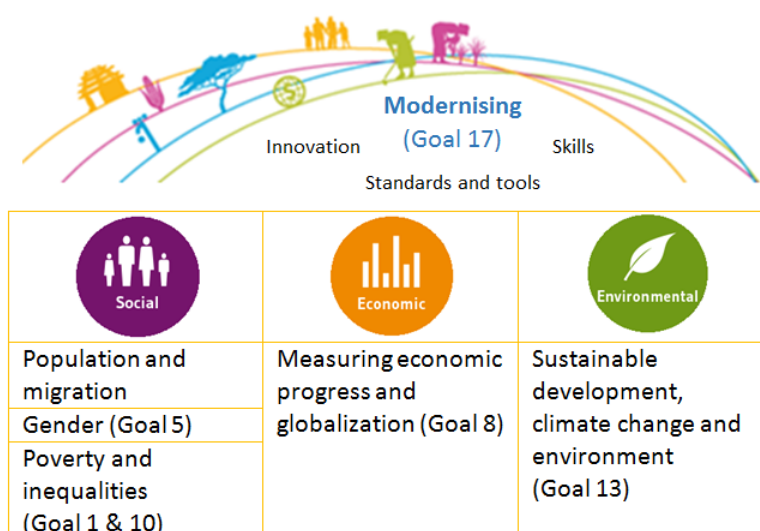 Modernising
(Goal 17)
Innovation
Skills
Standards and tools
Social
Economic
Environmental
Population and
migration
Gender (Goal 5)
Poverty and
inequalities
(Goal 1 & 10)
Measuring economic
progress and
globalization (Goal 8)
Sustainable
development,
climate change and
environment
(Goal 13)